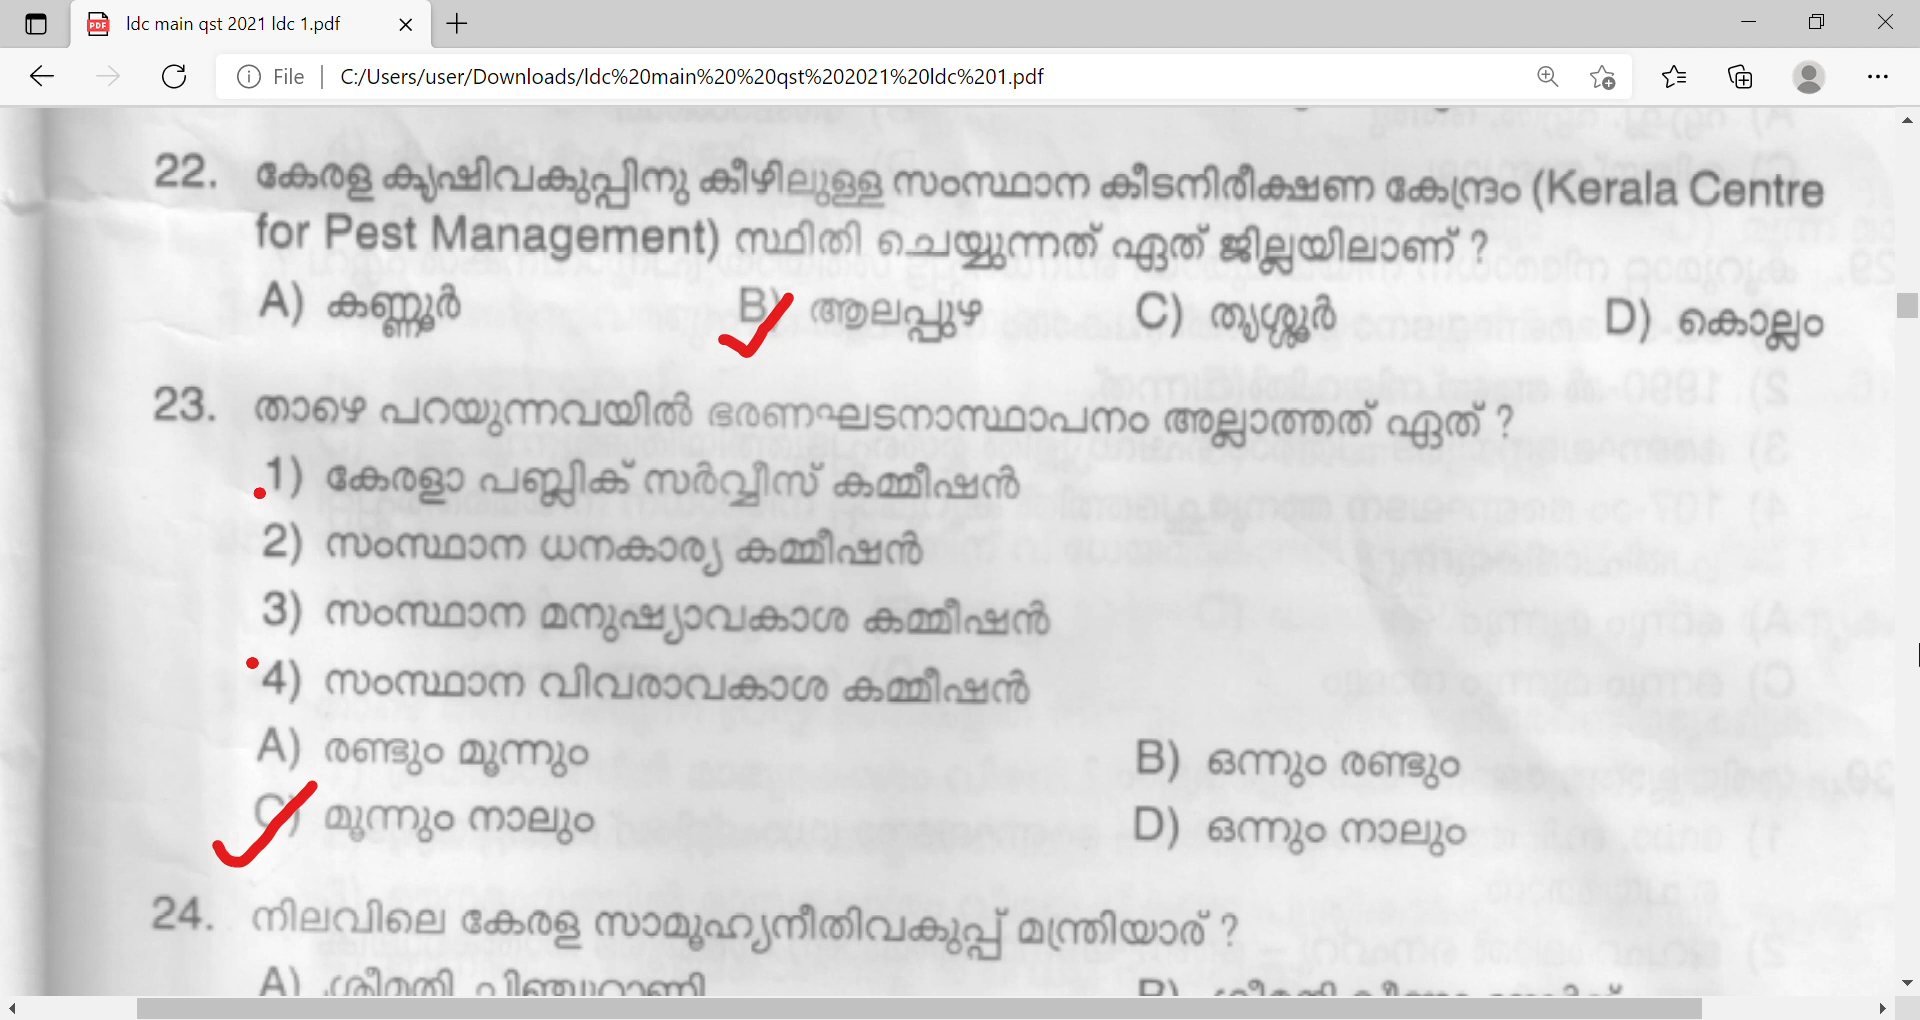 ldc main qst 2021 ldc 1.pdf
File | C:/Users/user/Downloads/ldc%20main%20%20qst%202021%20ldc%201.pdf
22. കേരള കൃഷിവകുപ്പിനു കീഴിലുള്ള സംസ്ഥാന കീടനിരീക്ഷണ കേന്ദ്രം (Kerala Centre
for Pest Management) സ്ഥിതി ചെയ്യുന്നത് ഏത് ജില്ലയിലാണ് ?
A) കണ്ണൂർ B) ആലപ്പുഴ C) തൃശ്ശൂർ D) കൊല്ലം
23. താഴെ പറയുന്നവയിൽ ഭരണഘടനാസ്ഥാപനം അല്ലാത്തത് ഏത് ?
1) കേരളാ പബ്ലിക് സർവ്വീസ് കമ്മീഷൻ
2) സംസ്ഥാന ധനകാര്യ കമ്മീഷൻ
3) സംസ്ഥാന മനുഷ്യാവകാശ കമ്മീഷൻ
4) സംസ്ഥാന വിവരാവകാശ കമ്മീഷൻ
A) രണ്ടും മൂന്നും B) ഒന്നും രണ്ടും
C) മൂന്നും നാലും D) ഒന്നും നാലും
24. നിലവിലെ കേരള സാമൂഹ്യനീതിവകുപ്പ് മന്ത്രിയാര് ?
A) B)